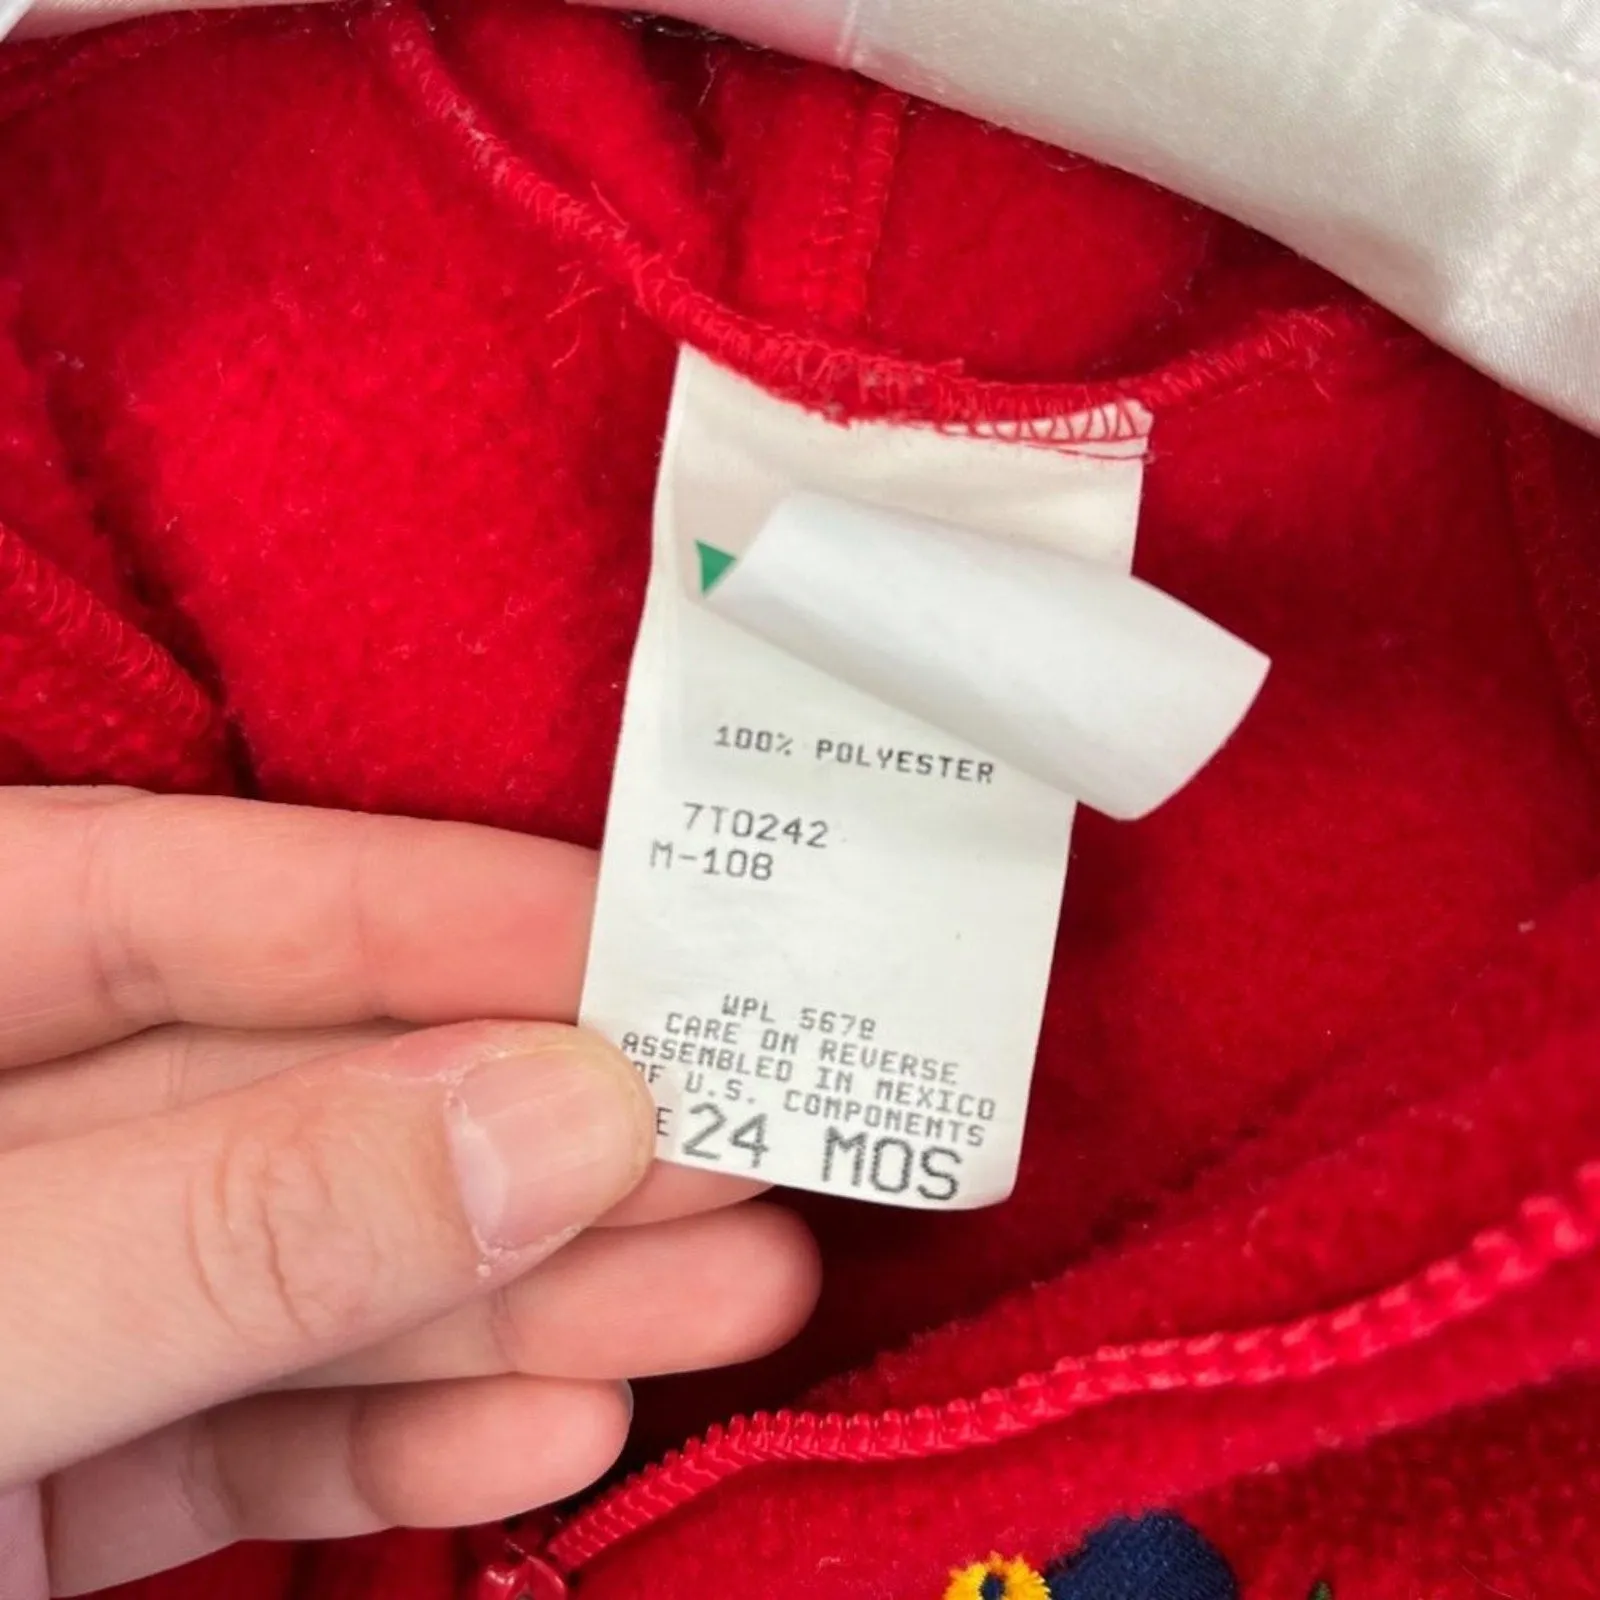 100% POLYESTER
7T0242
M-108
WPL 5678
CARE ON REVERSE
ASSEMBLED IN MEXICO
OF U.S. COMPONENTS
24 MOS